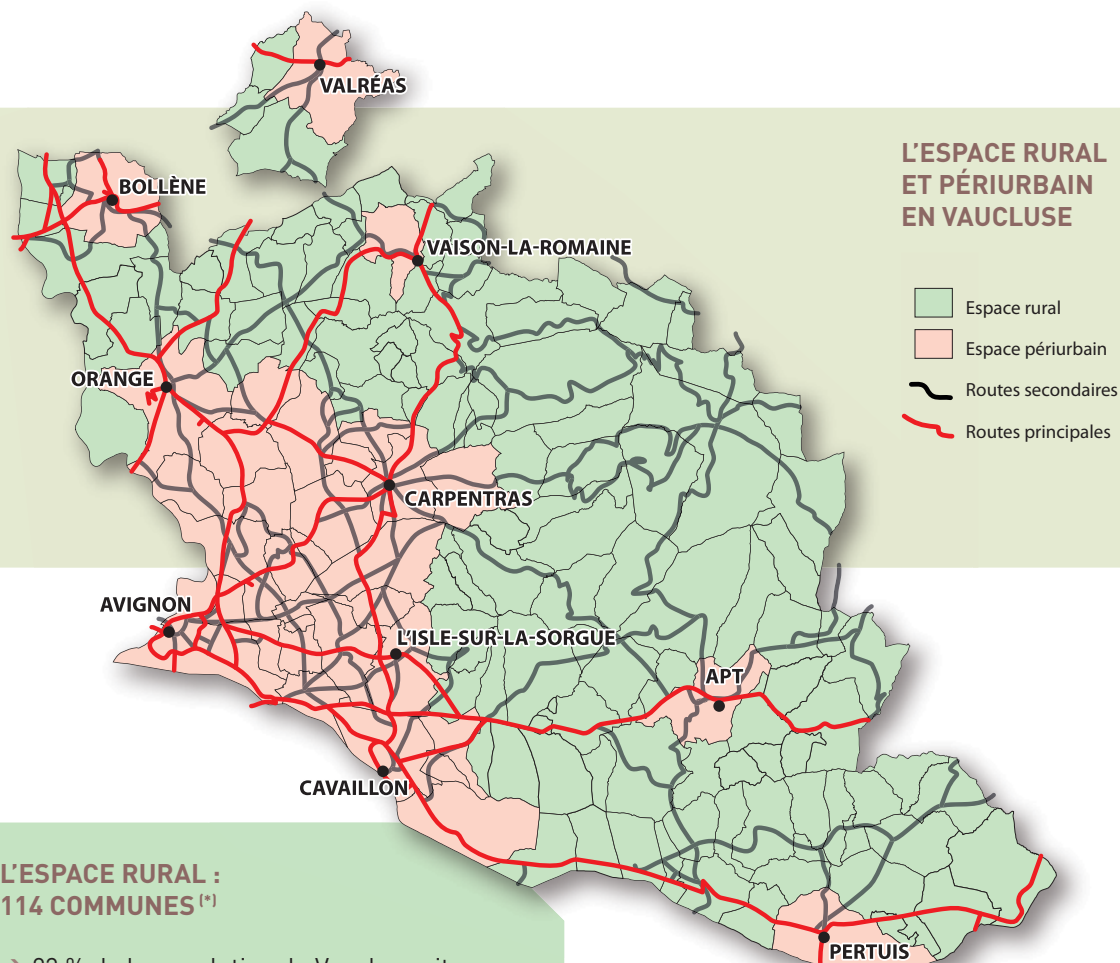 VALRÉAS
L'ESPACE RURAL
ET PÉRIURBAIN
EN VAUCLUSE
BOLLÈNE
VAISON-LA-ROMAINE
Espace rural
Espace périurbain
Routes secondaires
Routes principales
ORANGE
CARPENTRAS
AVIGNON
L'ISLE-SUR-LA-SORGUE
APT
CAVAILLON
L'ESPACE RURAL :
114 COMMUNES (*)
PERTUIS